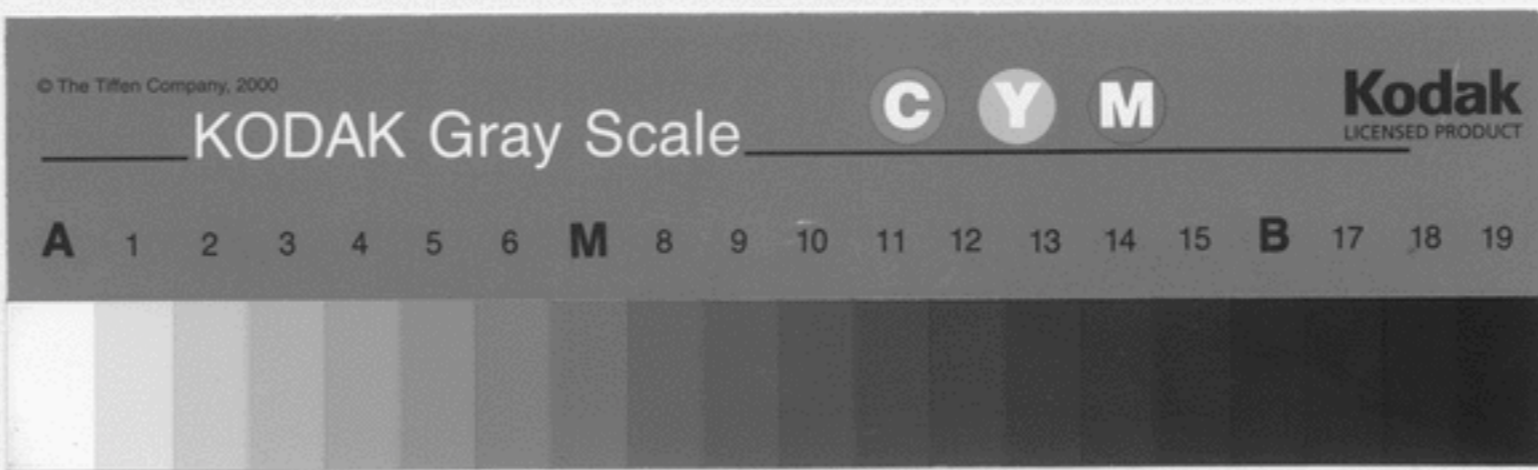 © The Tiffen Company, 2000
KODAK Gray Scale
C Y M
Kodak
LICENSED PRODUCT
A 1 2 3 4 5 6 M 8 9 10 11 12 13 14 15 B 17 18 19